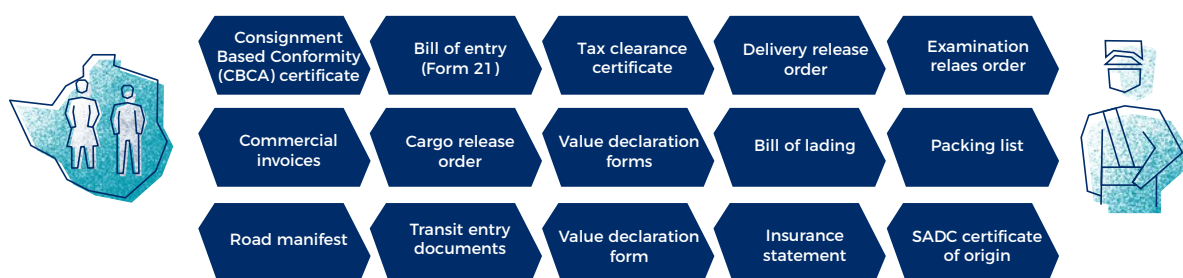 Consignment
Based Conformity
(CBCA) certificate
Bill of entry
(Form 21)
Tax clearance
certificate
Delivery release
order
Examination
relaes order
Commercial
invoices
Cargo release
order
Value declaration
forms
Bill of lading
Packing list
Road manifest
Transit entry
documents
Value declaration
form
Insurance
statement
SADC certificate
of origin